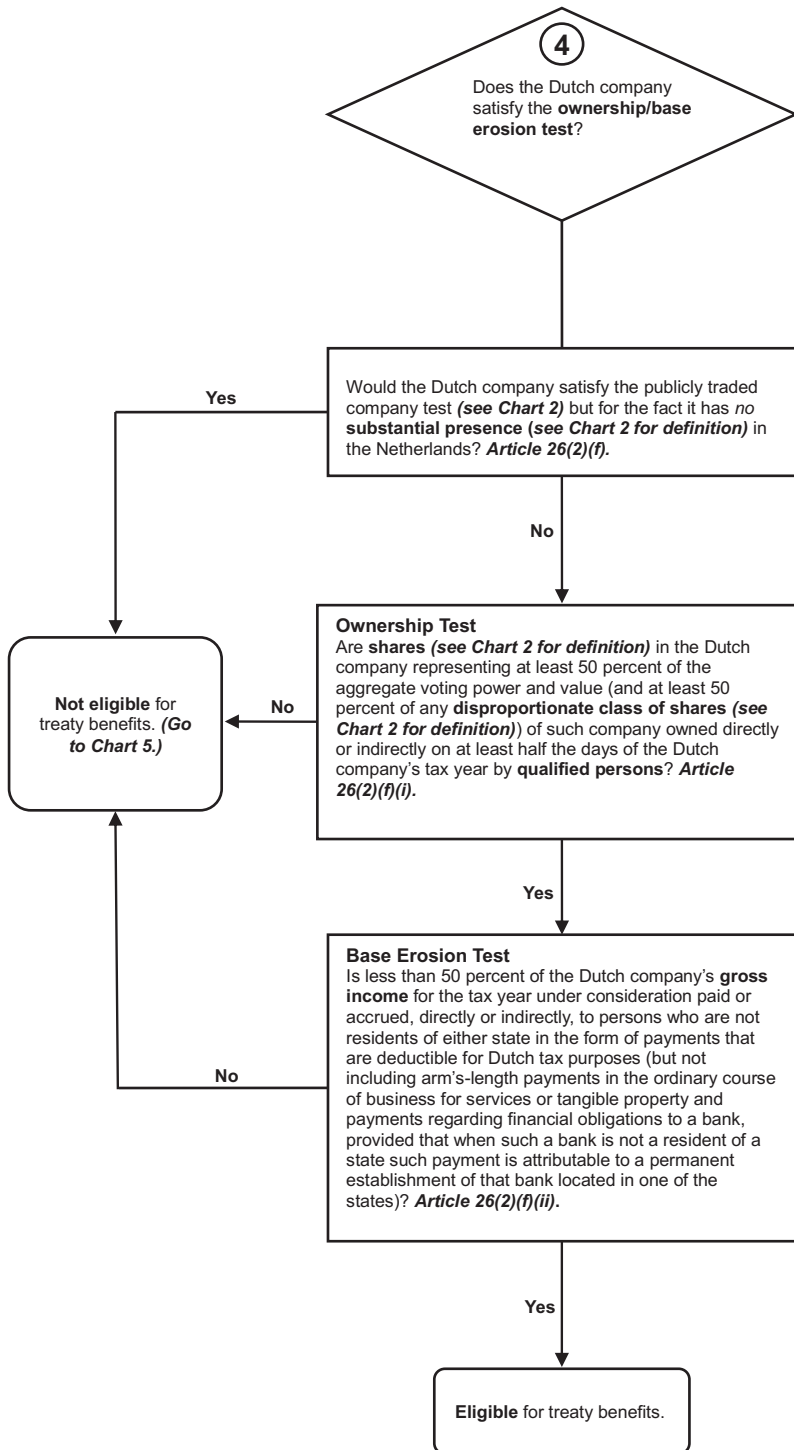 4
Does the Dutch company
satisfy the ownership/base
erosion test?
Yes
Would the Dutch company satisfy the publicly traded
company test (see Chart 2) but for the fact it has no
substantial presence (see Chart 2 for definition) in
the Netherlands? Article 26(2)(f).
No
Ownership Test
Are shares (see Chart 2 for definition) in the Dutch
company representing at least 50 percent of the
aggregate voting power and value (and at least 50
percent of any disproportionate class of shares (see
Chart 2 for definition)) of such company owned directly
or indirectly on at least half the days of the Dutch
company's tax year by qualified persons? Article
26(2)(f)(i).
No
Not eligible for
treaty benefits. (Go
to Chart 5.)
Yes
Base Erosion Test
Is less than 50 percent of the Dutch company's gross
income for the tax year under consideration paid or
accrued, directly or indirectly, to persons who are not
residents of either state in the form of payments that
are deductible for Dutch tax purposes (but not
including arm's-length payments in the ordinary course
of business for services or tangible property and
payments regarding financial obligations to a bank,
provided that when such a bank is not a resident of a
state such payment is attributable to a permanent
establishment of that bank located in one of the
states)? Article 26(2)(f)(ii).
No
Yes
Eligible for treaty benefits.